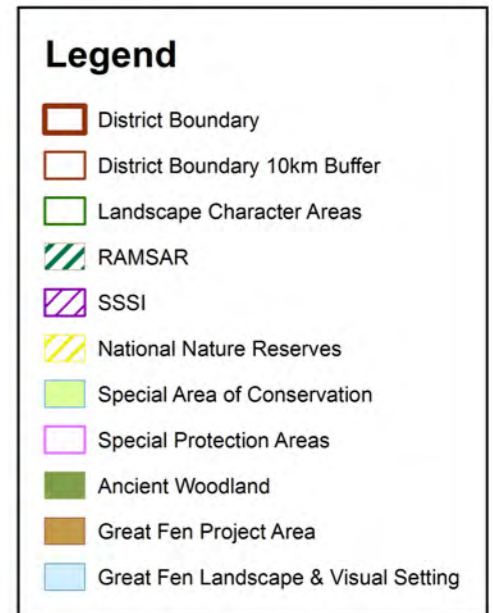 Legend
District Boundary
District Boundary 10km Buffer
Landscape Character Areas
RAMSAR
SSSI
National Nature Reserves
Special Area of Conservation
Special Protection Areas
Ancient Woodland
Great Fen Project Area
Great Fen Landscape & Visual Setting